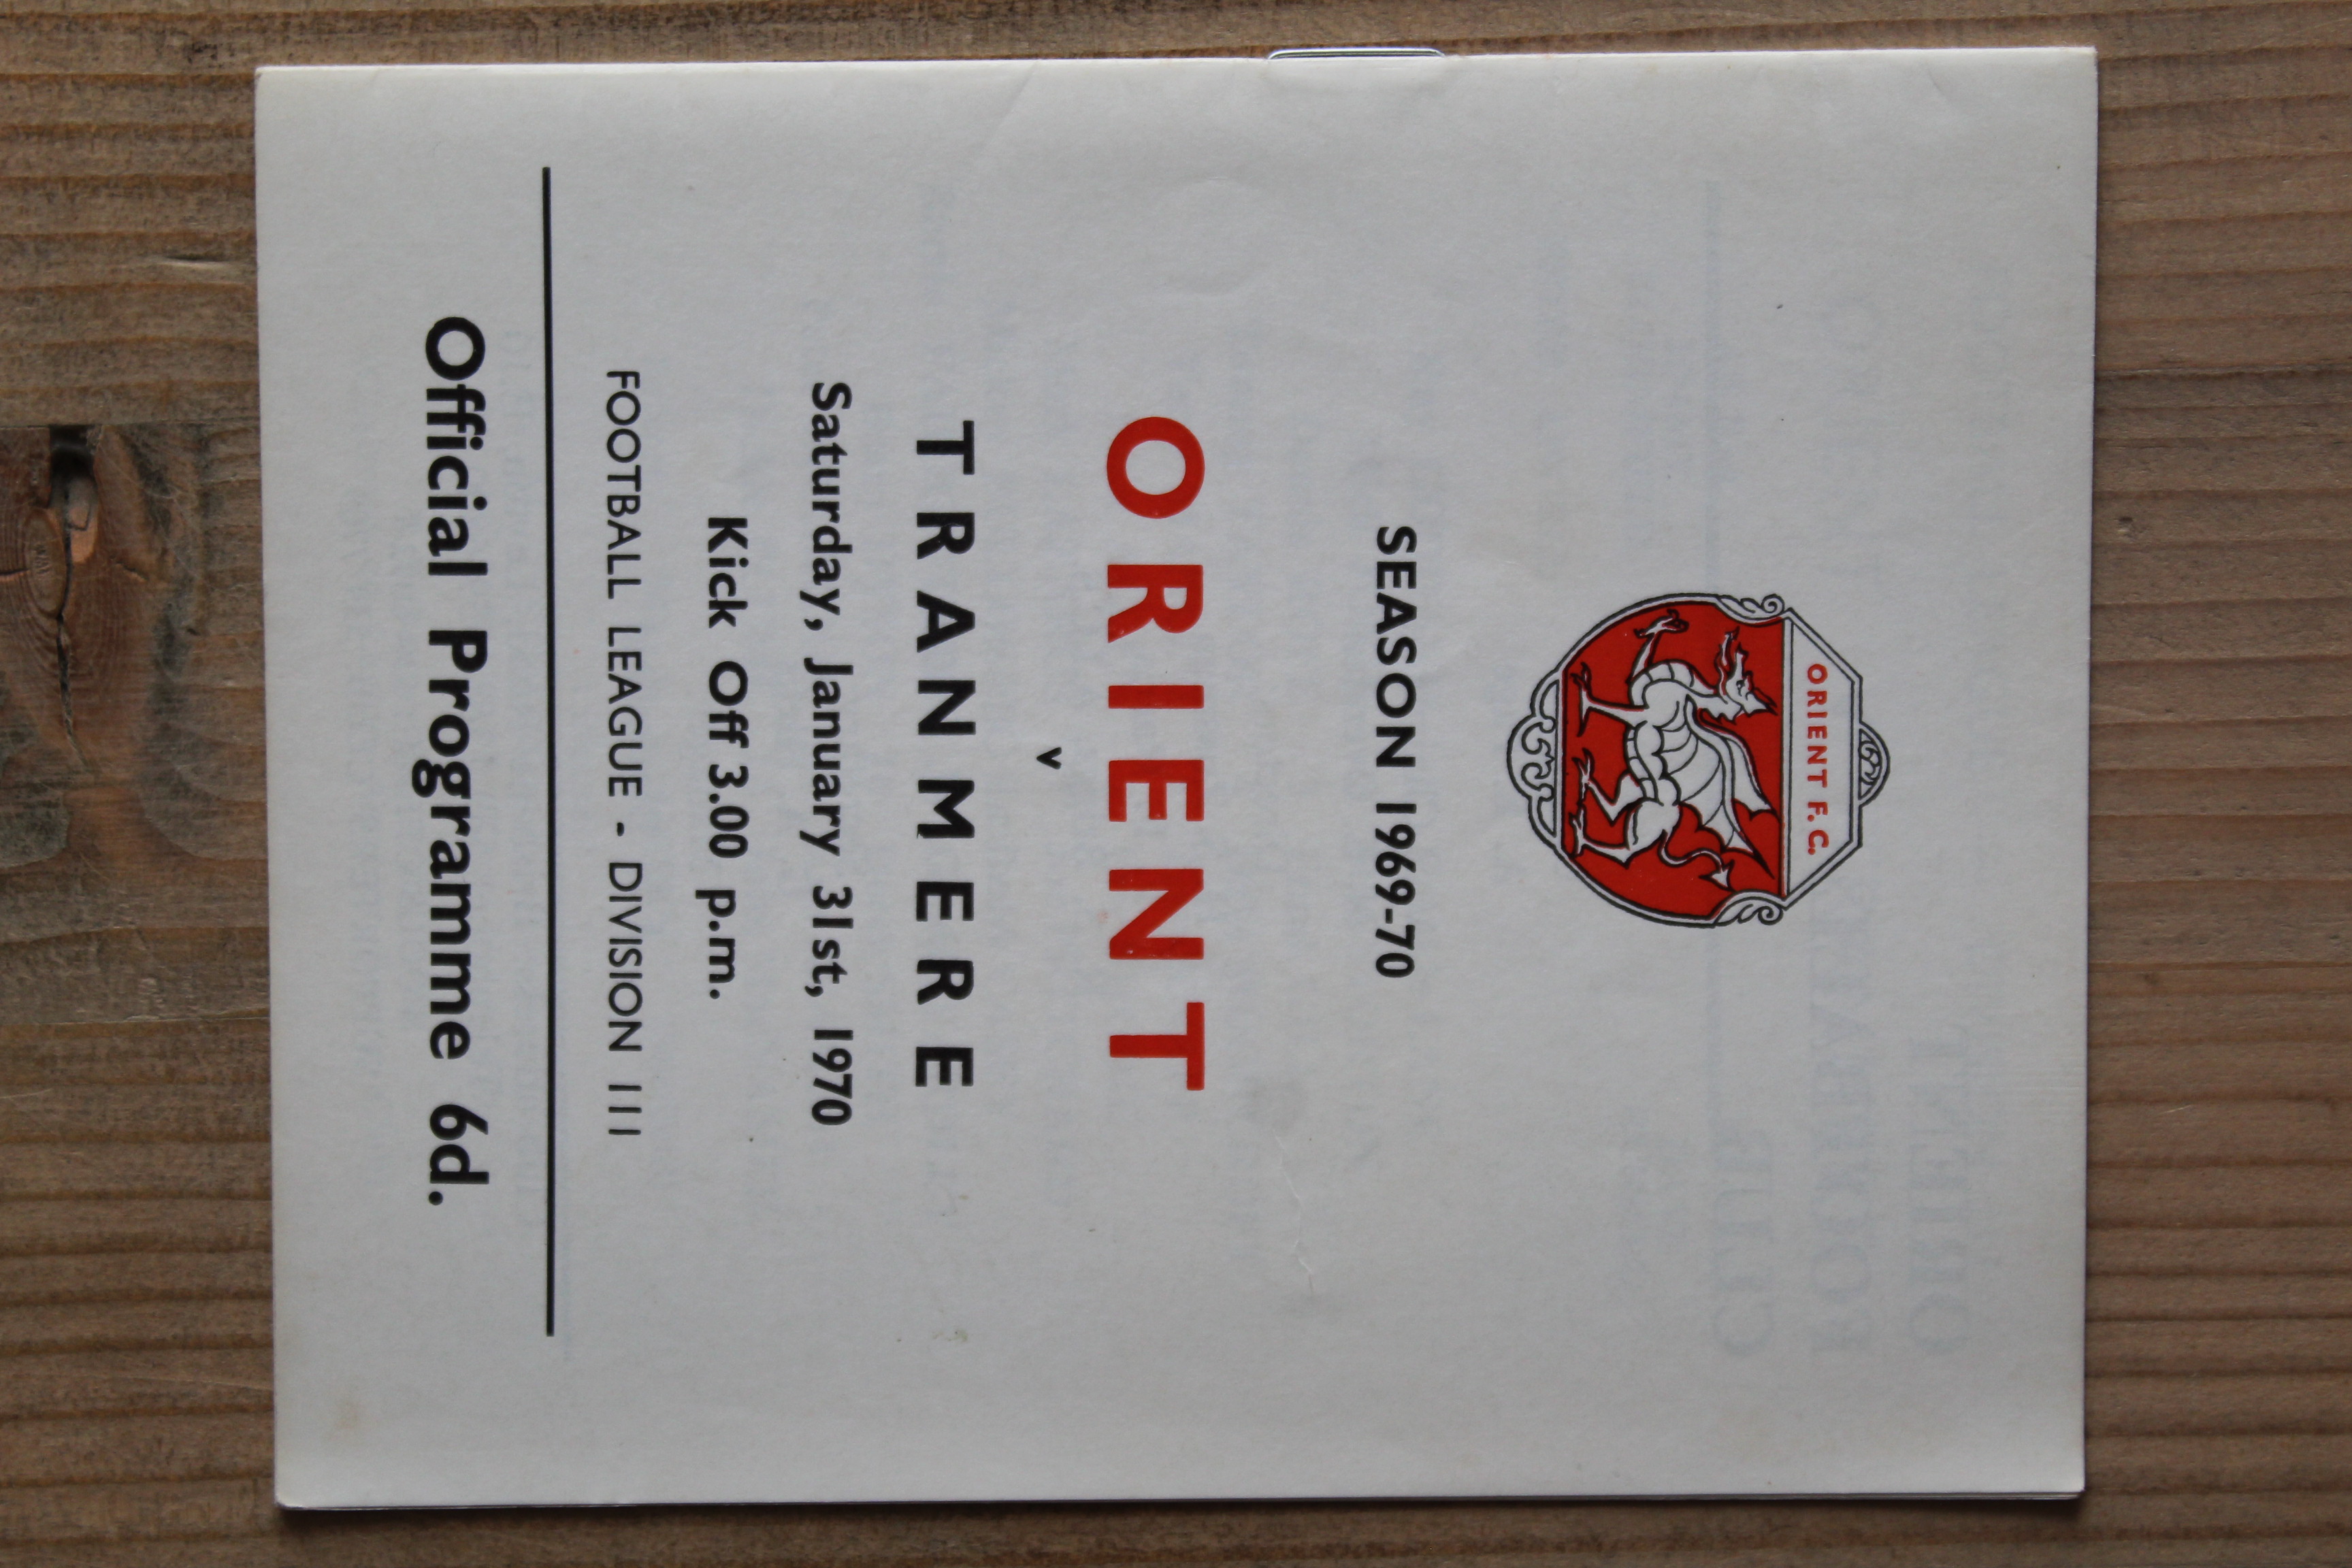 ORIENT F.C.
SEASON 1969-70
ORIENT
v
TRANMERE
Saturday, January 31st, 1970
Kick Off 3.00 p.m.
FOOTBALL LEAGUE - DIVISION III
Official Programme 6d.